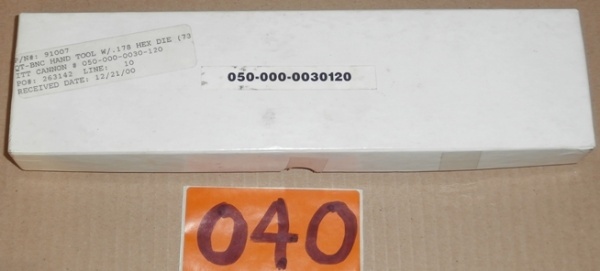 P/N#: 91007
QT-BNC HAND TOOL W/.178 HEX DIE (73
ITT CANNON # 050-000-0030-120
PO#: 263142 LINE: 10
RECEIVED DATE: 12/21/00
050-000-0030120
040